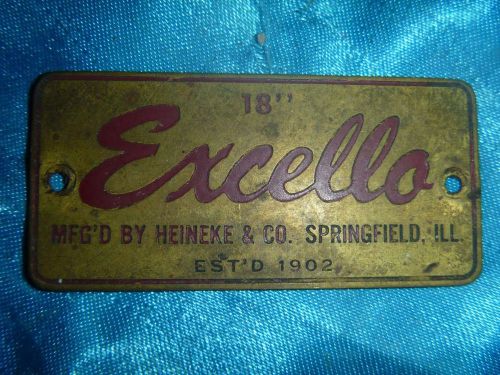 18"
Excello
MFG'D BY HEINEKE & CO. SPRINGFIELD, ILL.
EST'D 1902